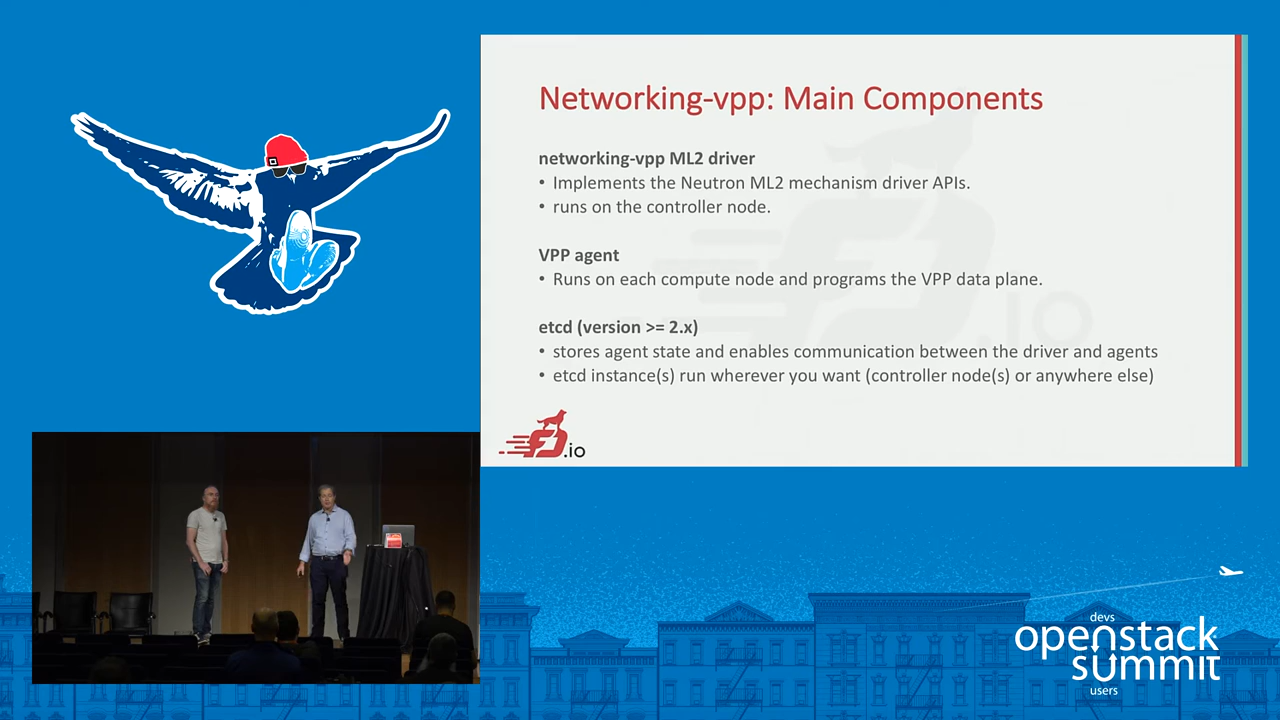 Networking-vpp: Main Components
networking-vpp ML2 driver
• Implements the Neutron ML2 mechanism driver APIs.
• runs on the controller node.
VPP agent
• Runs on each compute node and programs the VPP data plane.
etcd (version >= 2.x)
• stores agent state and enables communication between the driver and agents
• etcd instance(s) run wherever you want (controller node(s) or anywhere else)
FD.io
devs
openstack
summit
users